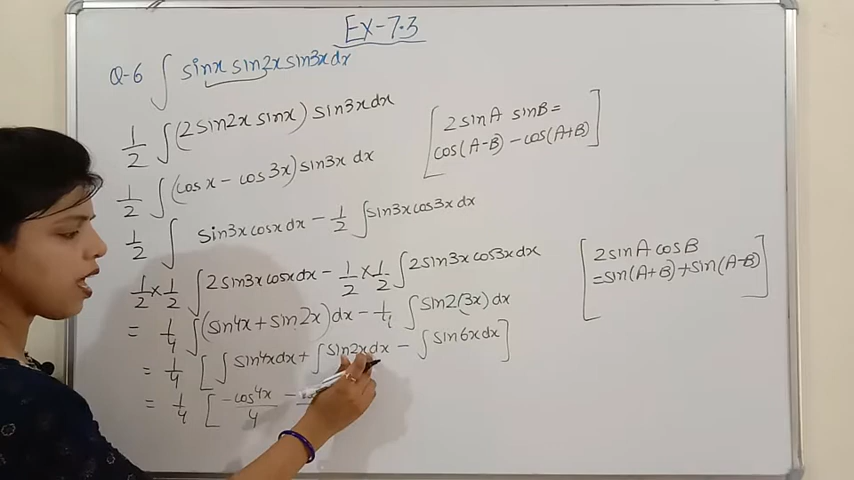 EX-7.3
Q-6 ∫ sinx sin2x sin3x dx
1/2 ∫(2sin2x sinx) sin3x dx
[2sinA sinB=
cos(A-B) - cos(A+B)]
1/2 ∫(cosx - cos3x) sin3x dx
1/2 ∫ sin3x cosx dx - 1/2 ∫sin3x cos3x dx
1/2 × 1/2 ∫2sin3x cosx dx - 1/2 × 1/2 ∫2sin3x cos3x dx
[2sinA cosB
=sin(A+B)+sin(A-B)]
= 1/4 ∫(sin4x + sin2x) dx - 1/4 ∫sin2(3x) dx
= 1/4 [∫sin4x dx + ∫sin2x dx - ∫sin6x dx]
= 1/4 [-cos4x/4 -